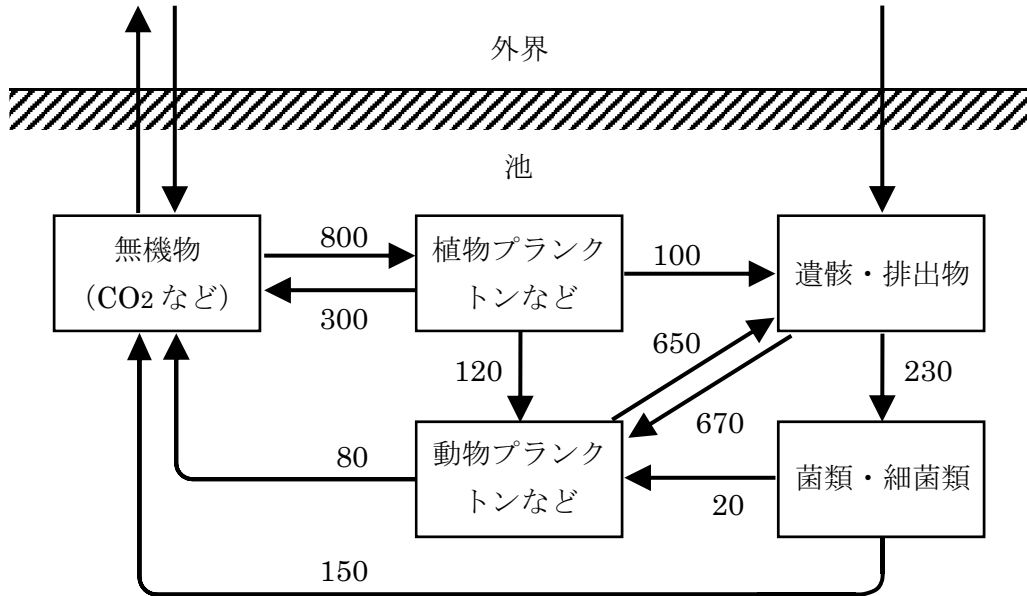 外界
池
無機物
(CO2 など)
800
300
植物プランク
トンなど
100
遺骸・排出物
120
650
670
230
80
動物プランク
トンなど
20
菌類・細菌類
150